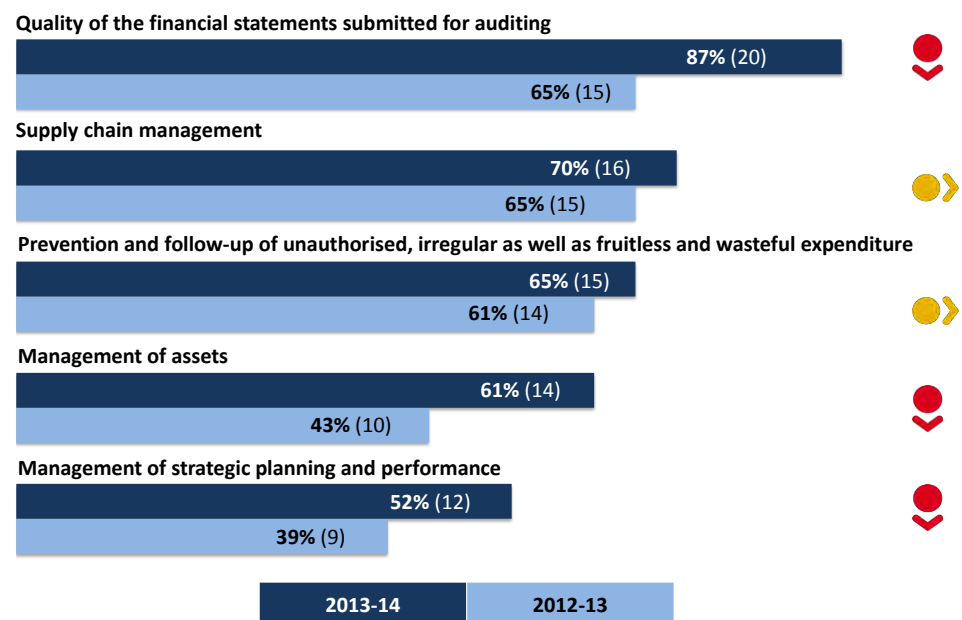 Quality of the financial statements submitted for auditing
87% (20)
65% (15)
Supply chain management
70% (16)
65% (15)
Prevention and follow-up of unauthorised, irregular as well as fruitless and wasteful expenditure
65% (15)
61% (14)
Management of assets
61% (14)
43% (10)
Management of strategic planning and performance
52% (12)
39% (9)
2013-14 2012-13